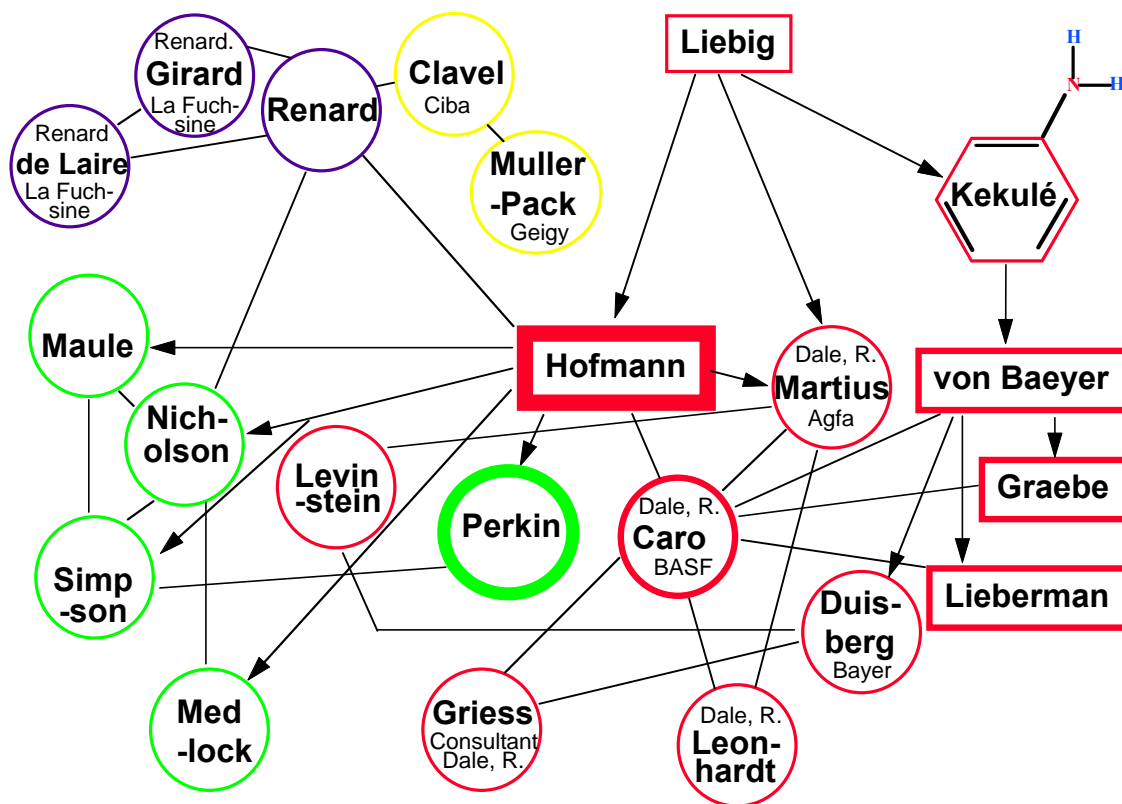 Renard.
Girard
La Fuch-
sine
Renard
Clavel
Ciba
Liebig
H
N
H
Renard
de Laire
La Fuch-
sine
Muller
-Pack
Geigy
Kekulé
Maule
Hofmann
Dale, R.
Martius
Agfa
von Baeyer
Nich-
olson
Levin
-stein
Perkin
Dale, R.
Caro
BASF
Graebe
Simp
-son
Lieberman
Duis-
berg
Bayer
Med
-lock
Griess
Consultant
Dale, R.
Dale, R.
Leon-
hardt